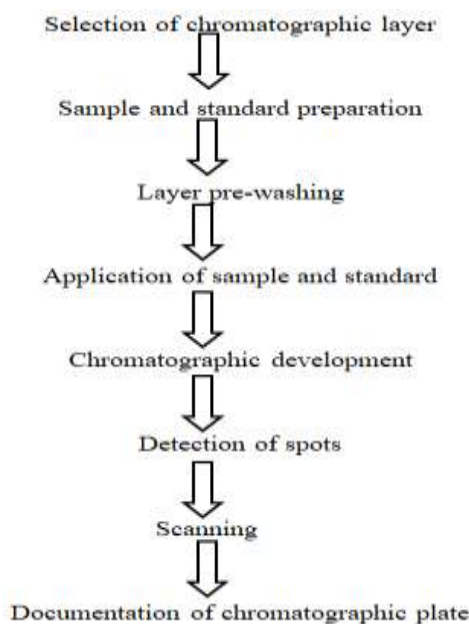 Selection of chromatographic layer
Sample and standard preparation
Layer pre-washing
Application of sample and standard
Chromatographic development
Detection of spots
Scanning
Documentation of chromatographic plate